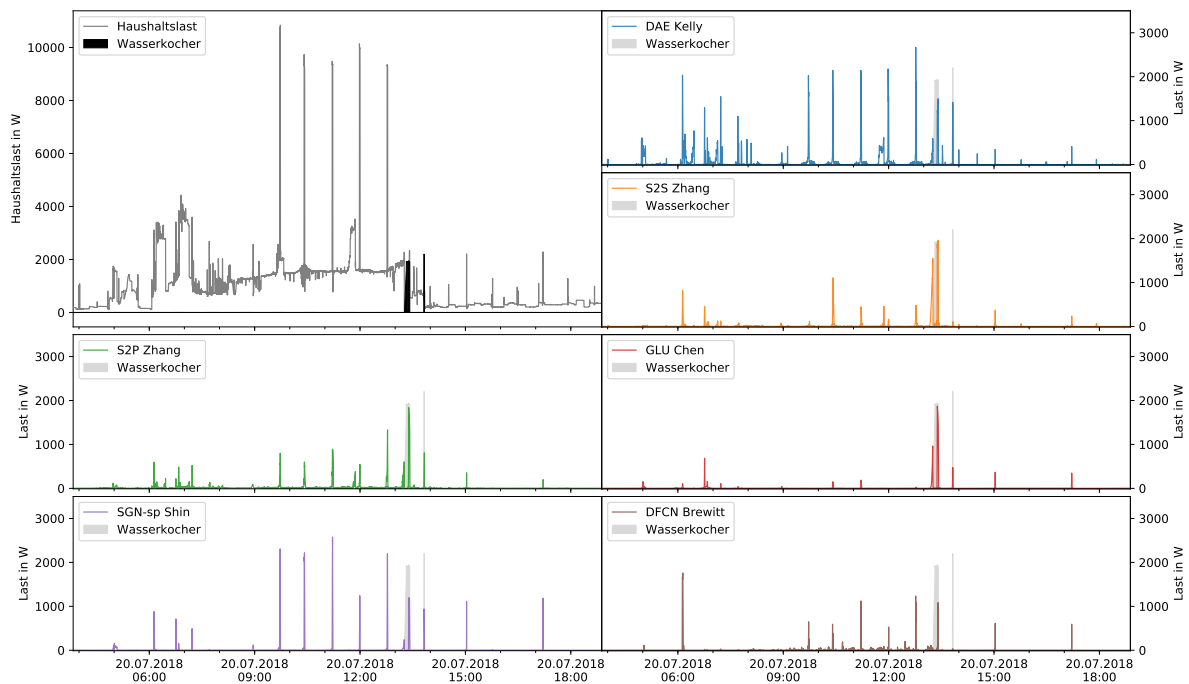 Haushaltslast
Wasserkocher
10000
8000
6000
4000
2000
0
Haushaltslast in W
DAE Kelly
Wasserkocher
3000
2000
1000
0
Last in W
S2S Zhang
Wasserkocher
3000
2000
1000
0
Last in W
S2P Zhang
Wasserkocher
3000
2000
1000
0
Last in W
GLU Chen
Wasserkocher
3000
2000
1000
0
Last in W
SGN-sp Shin
Wasserkocher
3000
2000
1000
0
Last in W
20.07.2018
06:00
20.07.2018
09:00
20.07.2018
12:00
20.07.2018
15:00
20.07.2018
18:00
DFCN Brewitt
Wasserkocher
3000
2000
1000
0
Last in W
20.07.2018
06:00
20.07.2018
09:00
20.07.2018
12:00
20.07.2018
15:00
20.07.2018
18:00